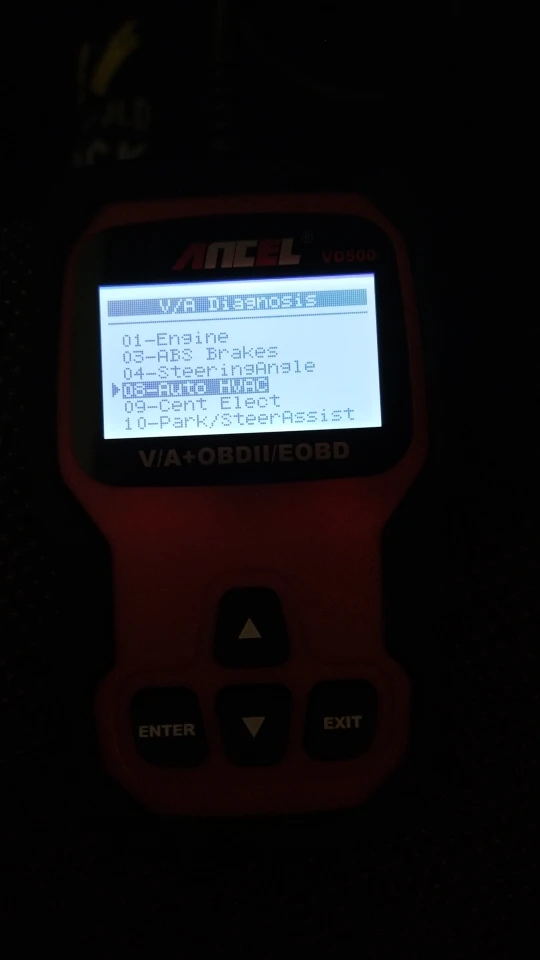 ANCEL®
VD500
V/A Diagnosis
01-Engine
03-ABS Brakes
04-SteeringAngle
08-Auto HVAC
09-Cent Elect
10-Park/SteerAssist
V/A+OBDII/EOBD
ENTER
EXIT